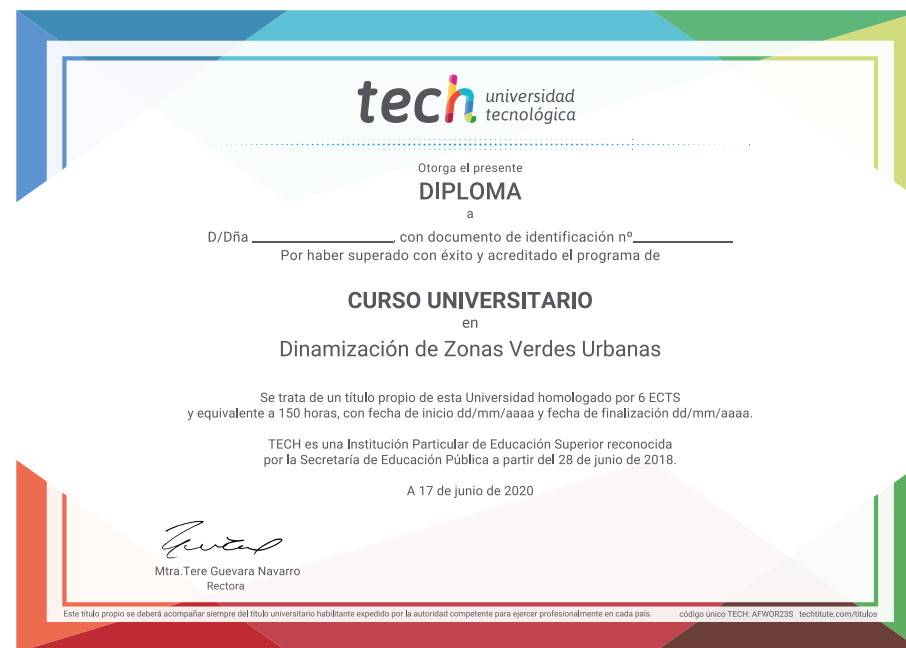 tech universidad
tecnológica
Otorga el presente
DIPLOMA
a
D/Dña ____________________, con documento de identificación nº______________
Por haber superado con éxito y acreditado el programa de
CURSO UNIVERSITARIO
en
Dinamización de Zonas Verdes Urbanas
Se trata de un título propio de esta Universidad homologado por 6 ECTS
y equivalente a 150 horas, con fecha de inicio dd/mm/aaaa y fecha de finalización dd/mm/aaaa.
TECH es una Institución Particular de Educación Superior reconocida
por la Secretaría de Educación Pública a partir del 28 de junio de 2018.
A 17 de junio de 2020
Mtra.Tere Guevara Navarro
Rectora
Este título propio se deberá acompañar siempre del título universitario habilitante expedido por la autoridad competente para ejercer profesionalmente en cada país. código único TECH: AFWOR23S techtitute.com/titulos